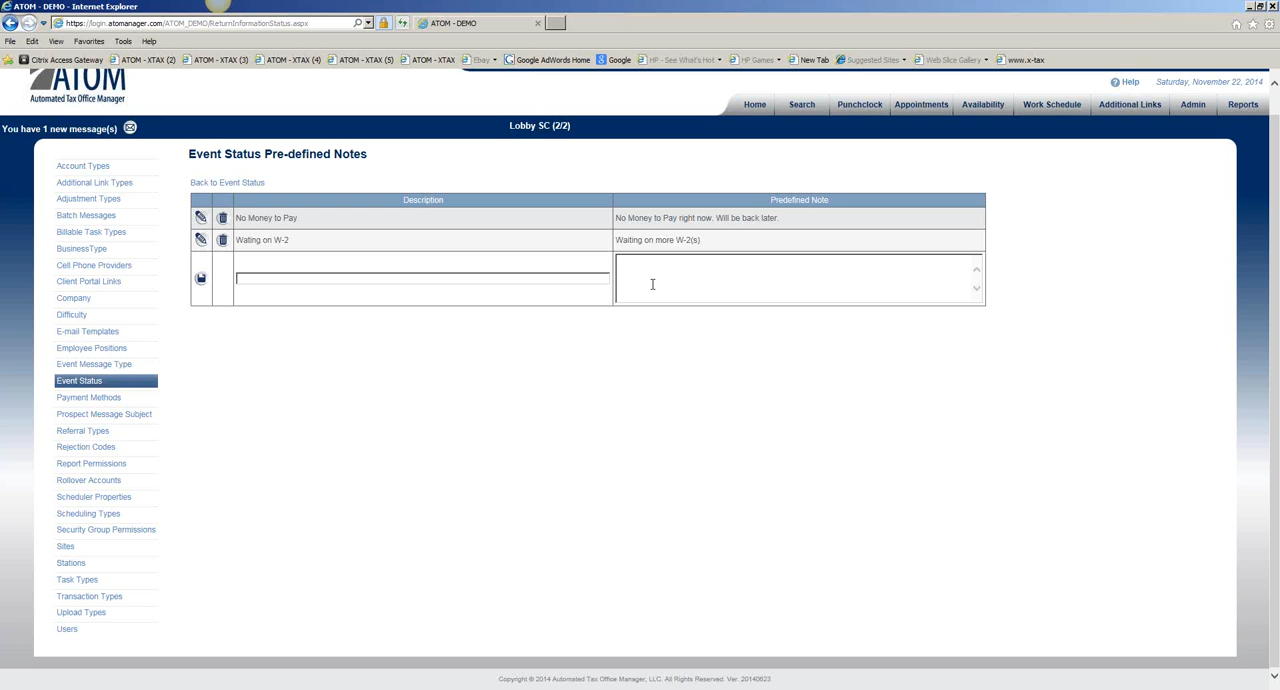 ATOM - DEMO - Internet Explorer
https://login.atomanager.com/ATOM_DEMO/ReturnInformationStatus.aspx
ATOM - DEMO
File Edit View Favorites Tools Help
Citrix Access Gateway ATOM - XTAX (2) ATOM - XTAX (3) ATOM - XTAX (4) ATOM - XTAX (5) ATOM - XTAX Ebay Google AdWords Home Google HP - See What's Hot HP Games New Tab Suggested Sites Web Slice Gallery www.x-tax
ATOM
Automated Tax Office Manager
Help Saturday, November 22, 2014
Home Search Punchclock Appointments Availability Work Schedule Additional Links Admin Reports
You have 1 new message(s)
Lobby SC (2/2)
Event Status Pre-defined Notes
Back to Event Status
Description Predefined Note
No Money to Pay No Money to Pay right now. Will be back later.
Wating on W-2 Waiting on more W-2(s)
Account Types
Additional Link Types
Adjustment Types
Batch Messages
Billable Task Types
BusinessType
Cell Phone Providers
Client Portal Links
Company
Difficulty
E-mail Templates
Employee Positions
Event Message Type
Event Status
Payment Methods
Prospect Message Subject
Referral Types
Rejection Codes
Report Permissions
Rollover Accounts
Scheduler Properties
Scheduling Types
Security Group Permissions
Sites
Stations
Task Types
Transaction Types
Upload Types
Users
Copyright © 2014 Automated Tax Office Manager, LLC. All Rights Reserved. Ver. 20140623